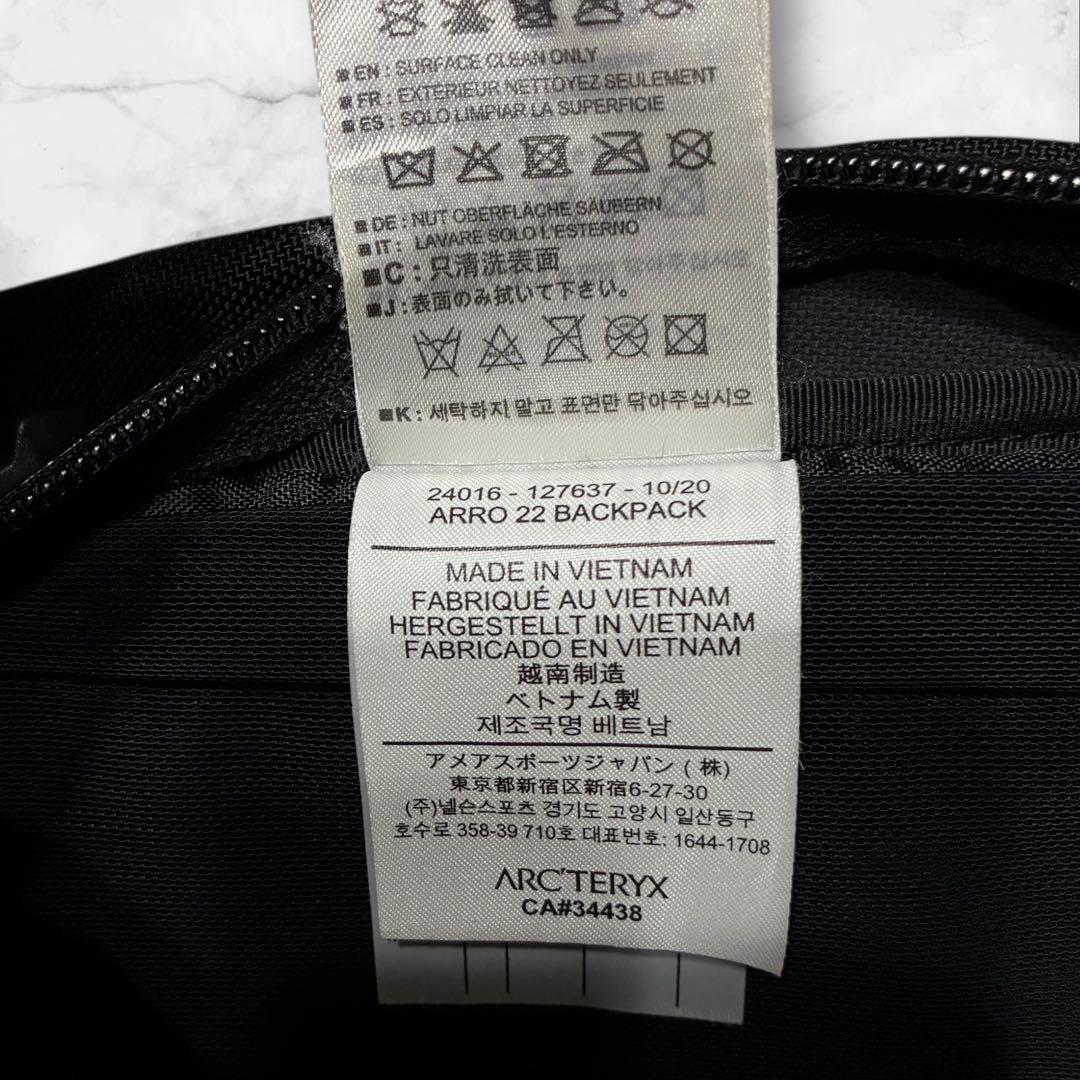 ■ EN : SURFACE CLEAN ONLY
■ FR : EXTÉRIEUR NETTOYEZ SEULEMENT
■ ES : SOLO LIMPIAR LA SUPERFICIE
■ DE : NUT OBERFLÄCHE SÄUBERN
■ IT : LAVARE SOLO L'ESTERNO
■ C : 只清洗表面
■ J : 表面のみ拭いて下さい。
■ K : 세탁하지 말고 표면만 닦아주십시오
24016 - 127637 - 10/20
ARRO 22 BACKPACK
MADE IN VIETNAM
FABRIQUÉ AU VIETNAM
HERGESTELLT IN VIETNAM
FABRICADO EN VIETNAM
越南制造
ベトナム製
제조국명 베트남
アメアスポーツジャパン ( 株)
東京都新宿区新宿6-27-30
(주)넬슨스포츠 경기도 고양시 일산동구
호수로 358-39 710호 대표번호: 1644-1708
ARC'TERYX
CA#34438